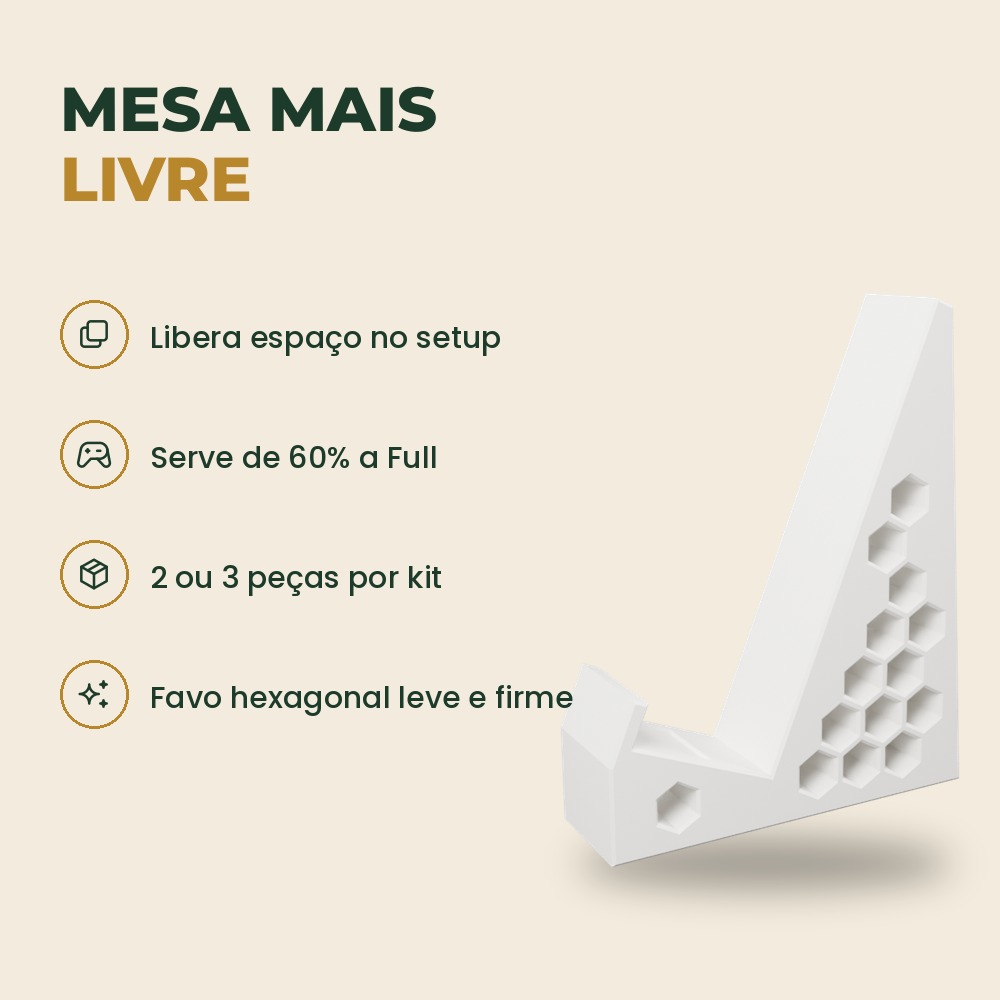 MESA MAIS
LIVRE
Libera espaço no setup
Serve de 60% a Full
2 ou 3 peças por kit
Favo hexagonal leve e firme